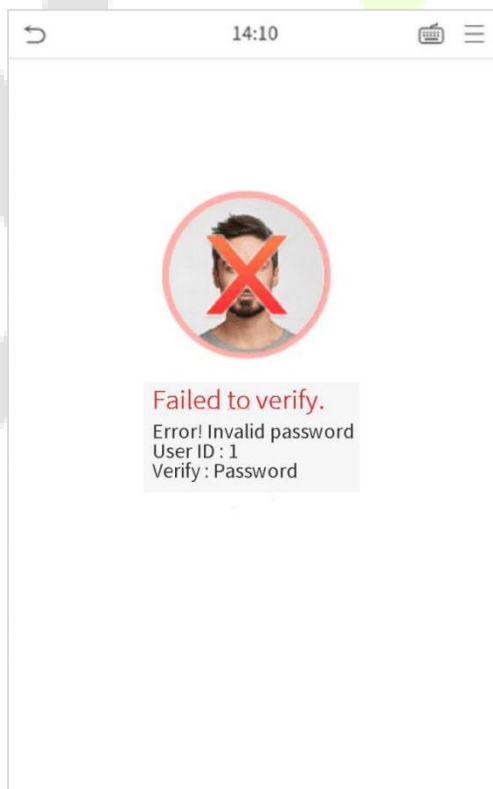 14:10
Failed to verify.
Error! Invalid password
User ID : 1
Verify : Password